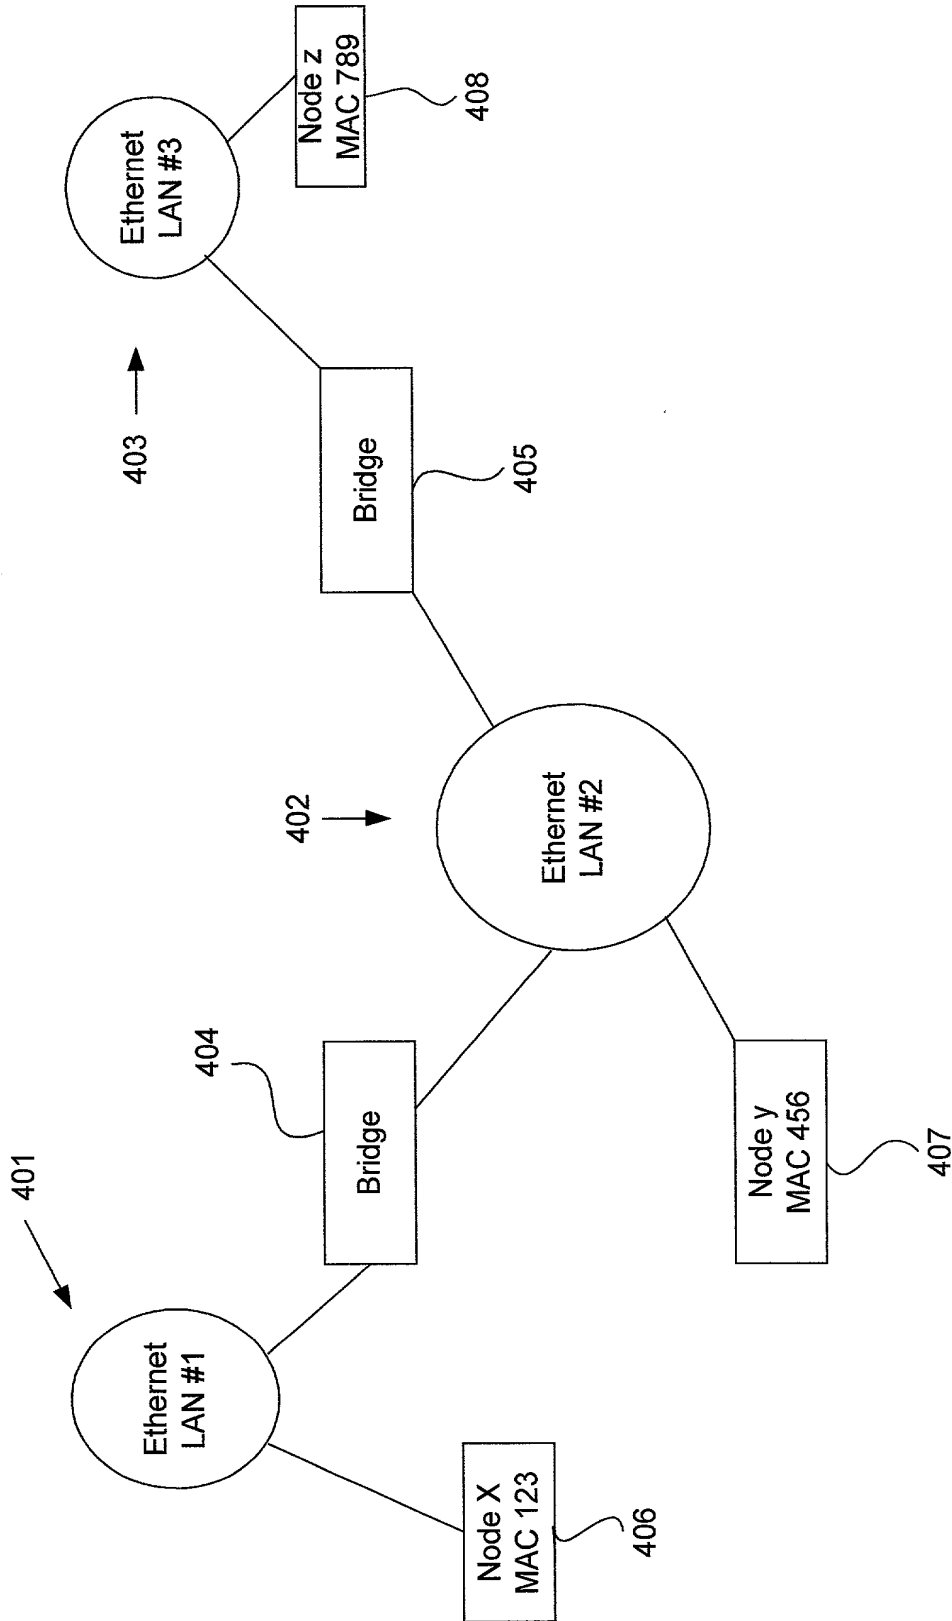 401
Ethernet
LAN #1
404
Bridge
Node X
MAC 123
406
402
Ethernet
LAN #2
Node y
MAC 456
407
403
Bridge
405
Ethernet
LAN #3
Node z
MAC 789
408